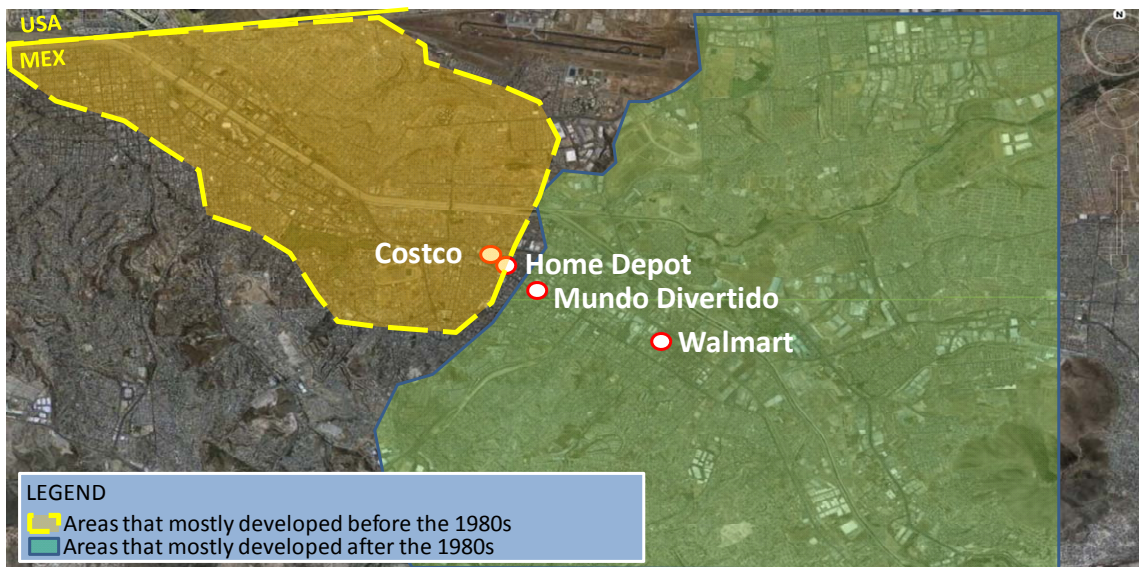 USA
MEX
N
Costco
Home Depot
Mundo Divertido
Walmart
LEGEND
Areas that mostly developed before the 1980s
Areas that mostly developed after the 1980s